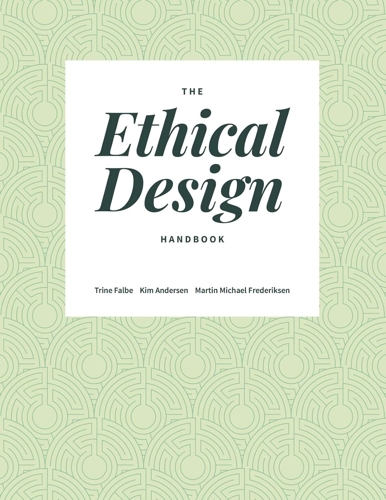 THE
Ethical
Design
HANDBOOK
Trine Falbe Kim Andersen Martin Michael Frederiksen